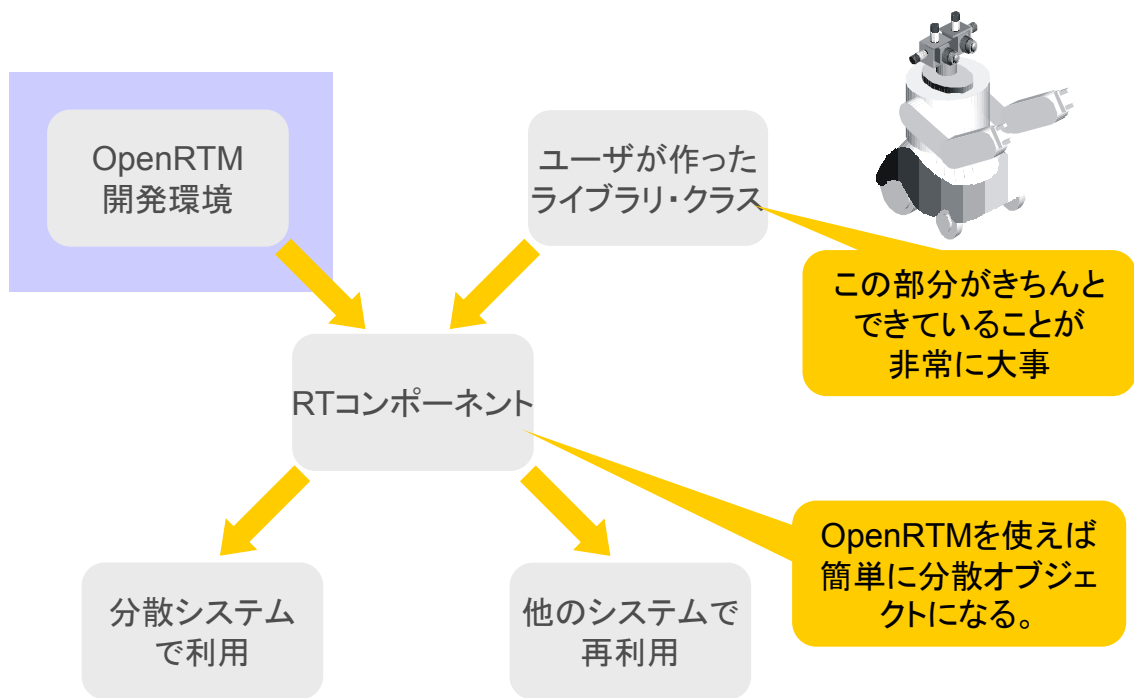 OpenRTM
開発環境
ユーザが作った
ライブラリ・クラス
この部分がきちんと
できていることが
非常に大事
RTコンポーネント
OpenRTMを使えば
簡単に分散オブジェ
クトになる。
分散システム
で利用
他のシステムで
再利用